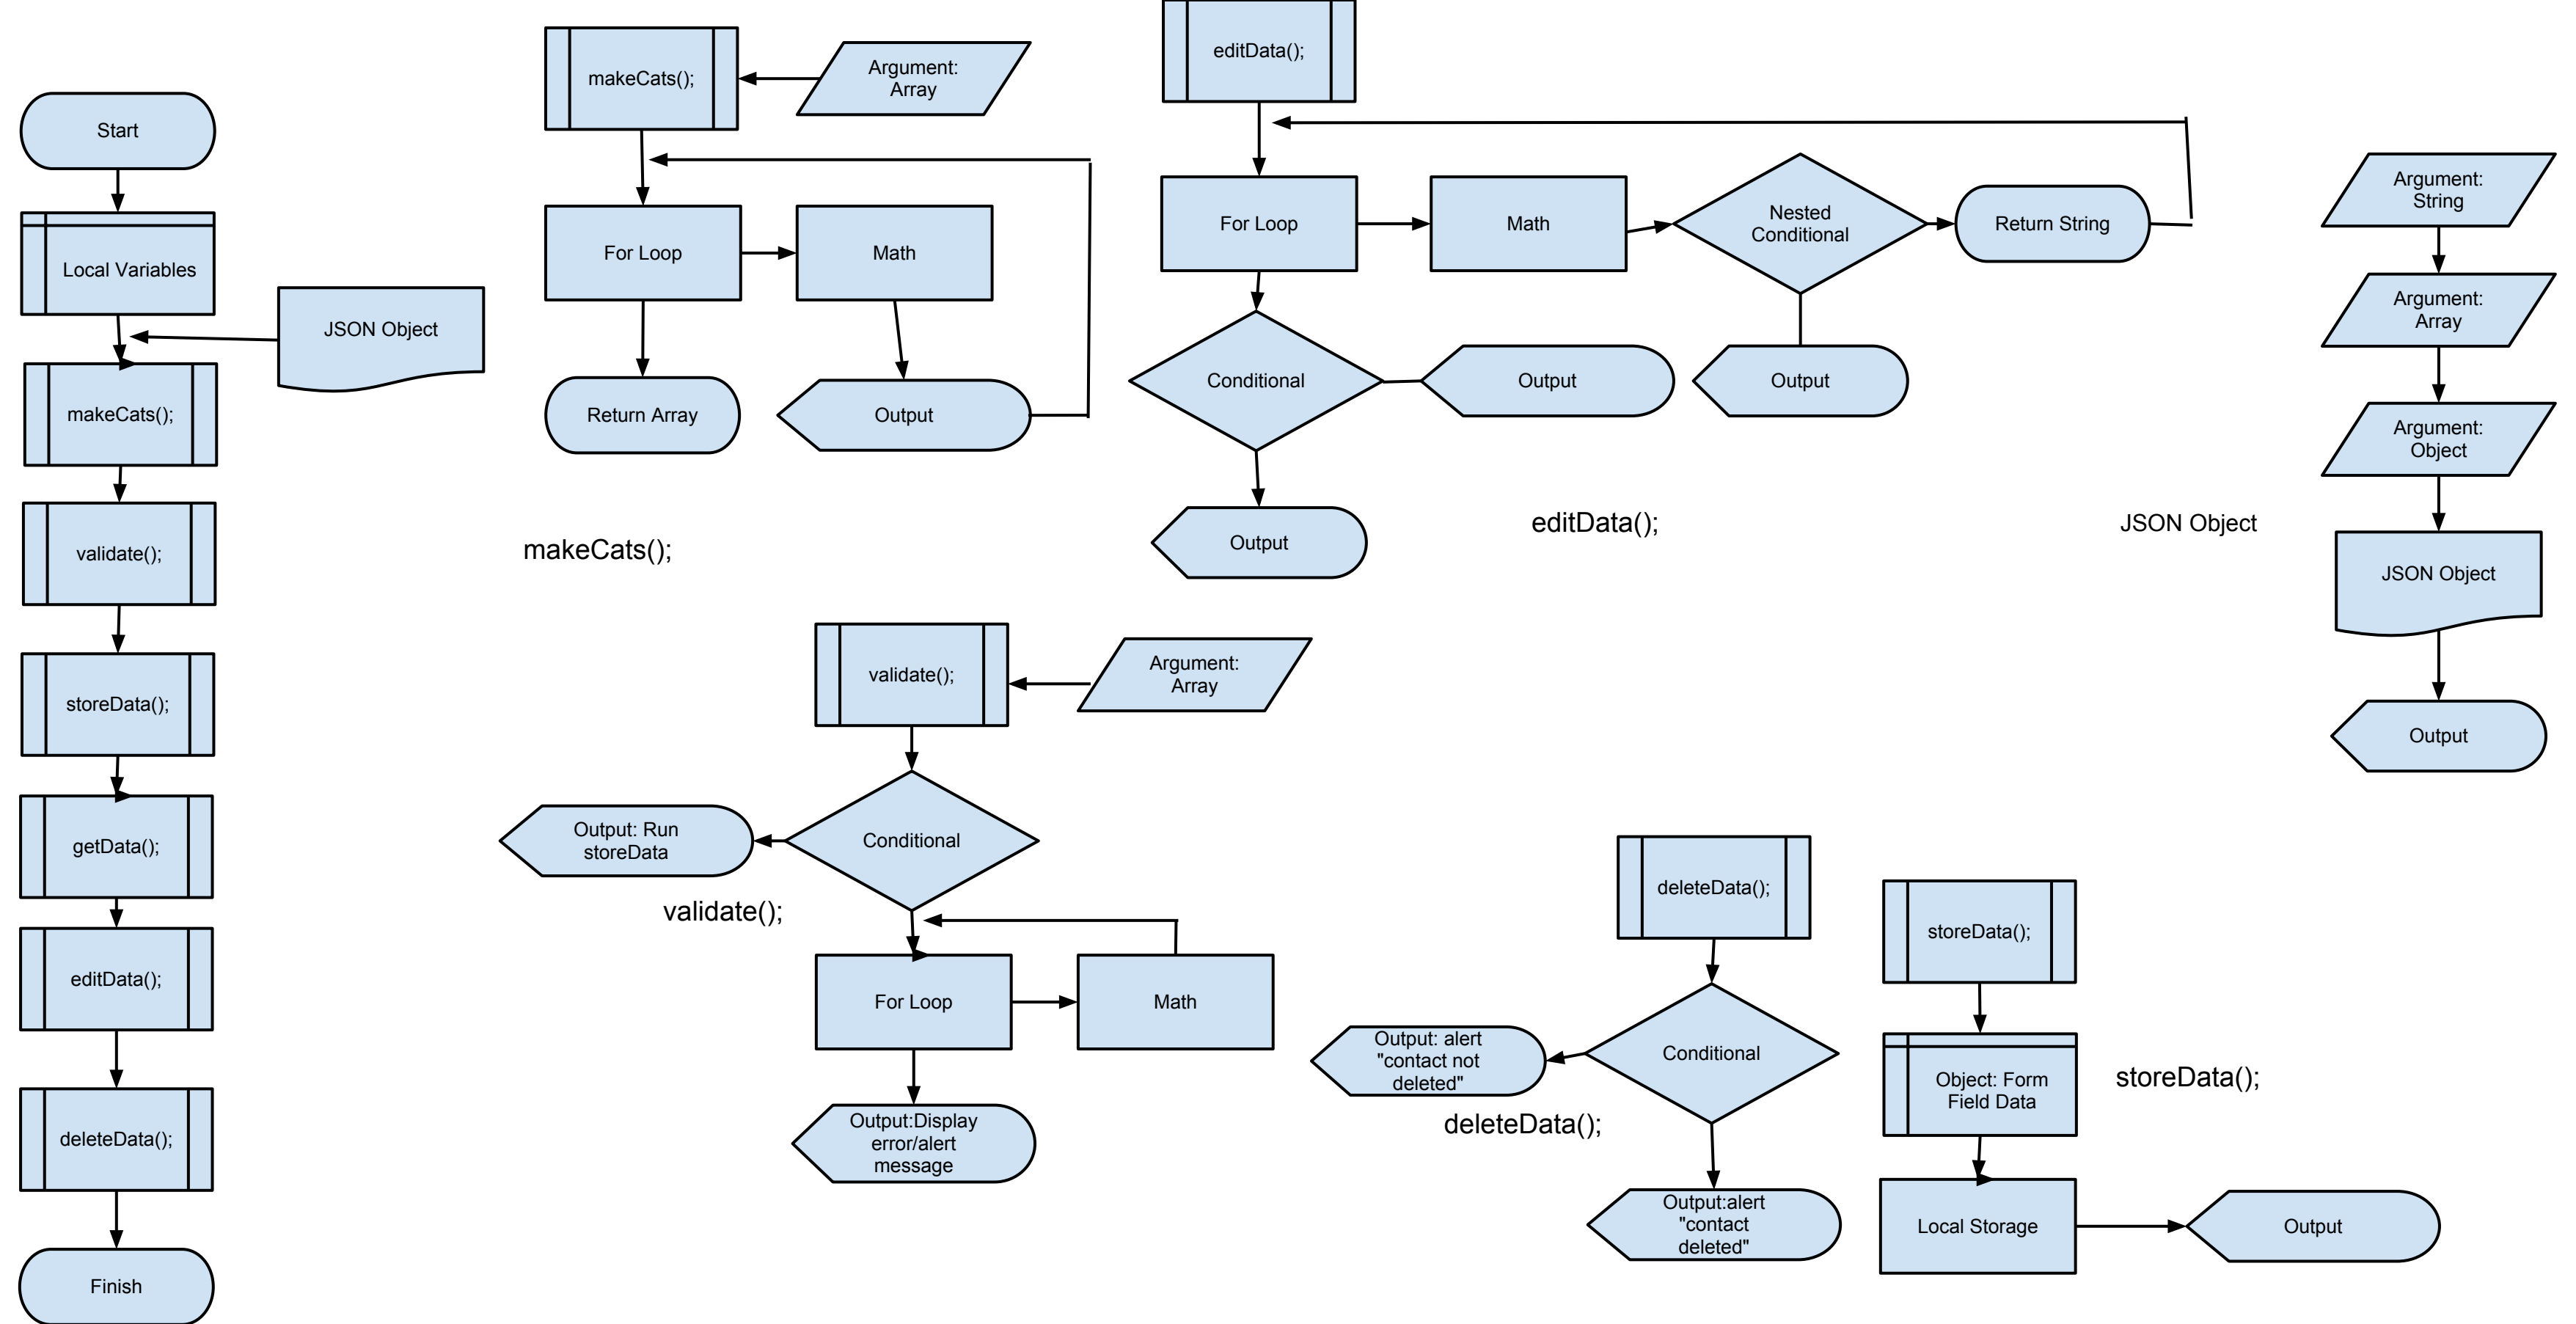 Start
Local Variables
JSON Object
makeCats();
validate();
storeData();
getData();
editData();
deleteData();
Finish
makeCats();
Argument:
Array
For Loop
Math
Return Array
Output
makeCats();
editData();
For Loop
Math
Nested
Conditional
Return String
Conditional
Output
Output
Output
editData();
Argument:
String
Argument:
Array
Argument:
Object
JSON Object
JSON Object
Output
validate();
Argument:
Array
Conditional
Output: Run
storeData
validate();
For Loop
Math
Output:Display
error/alert
message
deleteData();
Conditional
Output: alert
"contact not
deleted"
deleteData();
Output:alert
"contact
deleted"
storeData();
Object: Form
Field Data
storeData();
Local Storage
Output